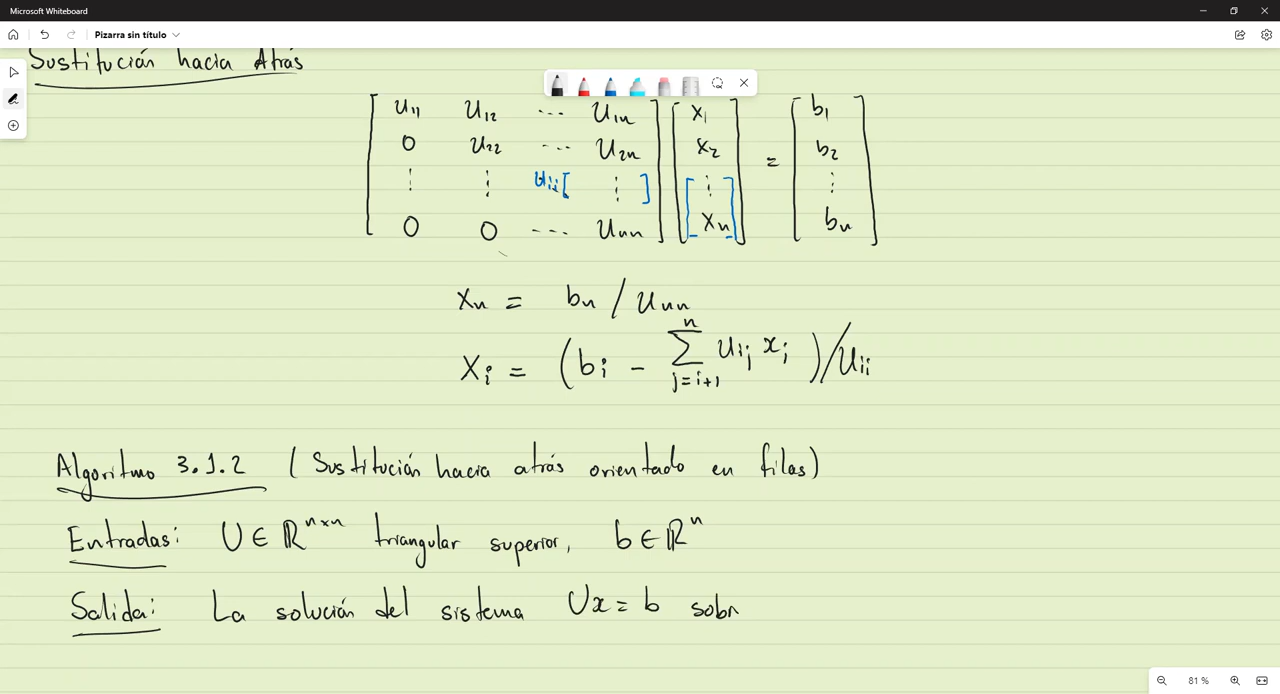 Microsoft Whiteboard
Pizarra sin título
Sustitución hacia Atrás
[ u11 u12 ... u1n ] [ x1 ] = [ b1 ]
[ 0 u22 ... u2n ] [ x2 ] [ b2 ]
[ ⋮ ⋮ uii [ ⋮ ] ] [ ⋮ ] [ ⋮ ]
[ 0 0 ... unn ] [ xn ] [ bn ]
xn = bn / unn
xi = (bi - ∑_{j=i+1}^{n} uij xj) / uii
Algoritmo 3.1.2 (Sustitución hacia atrás orientado en filas)
Entradas: U ∈ ℝ^{n×n} triangular superior, b ∈ ℝ^n
Salida: La solución del sistema Ux = b sobr
81 %